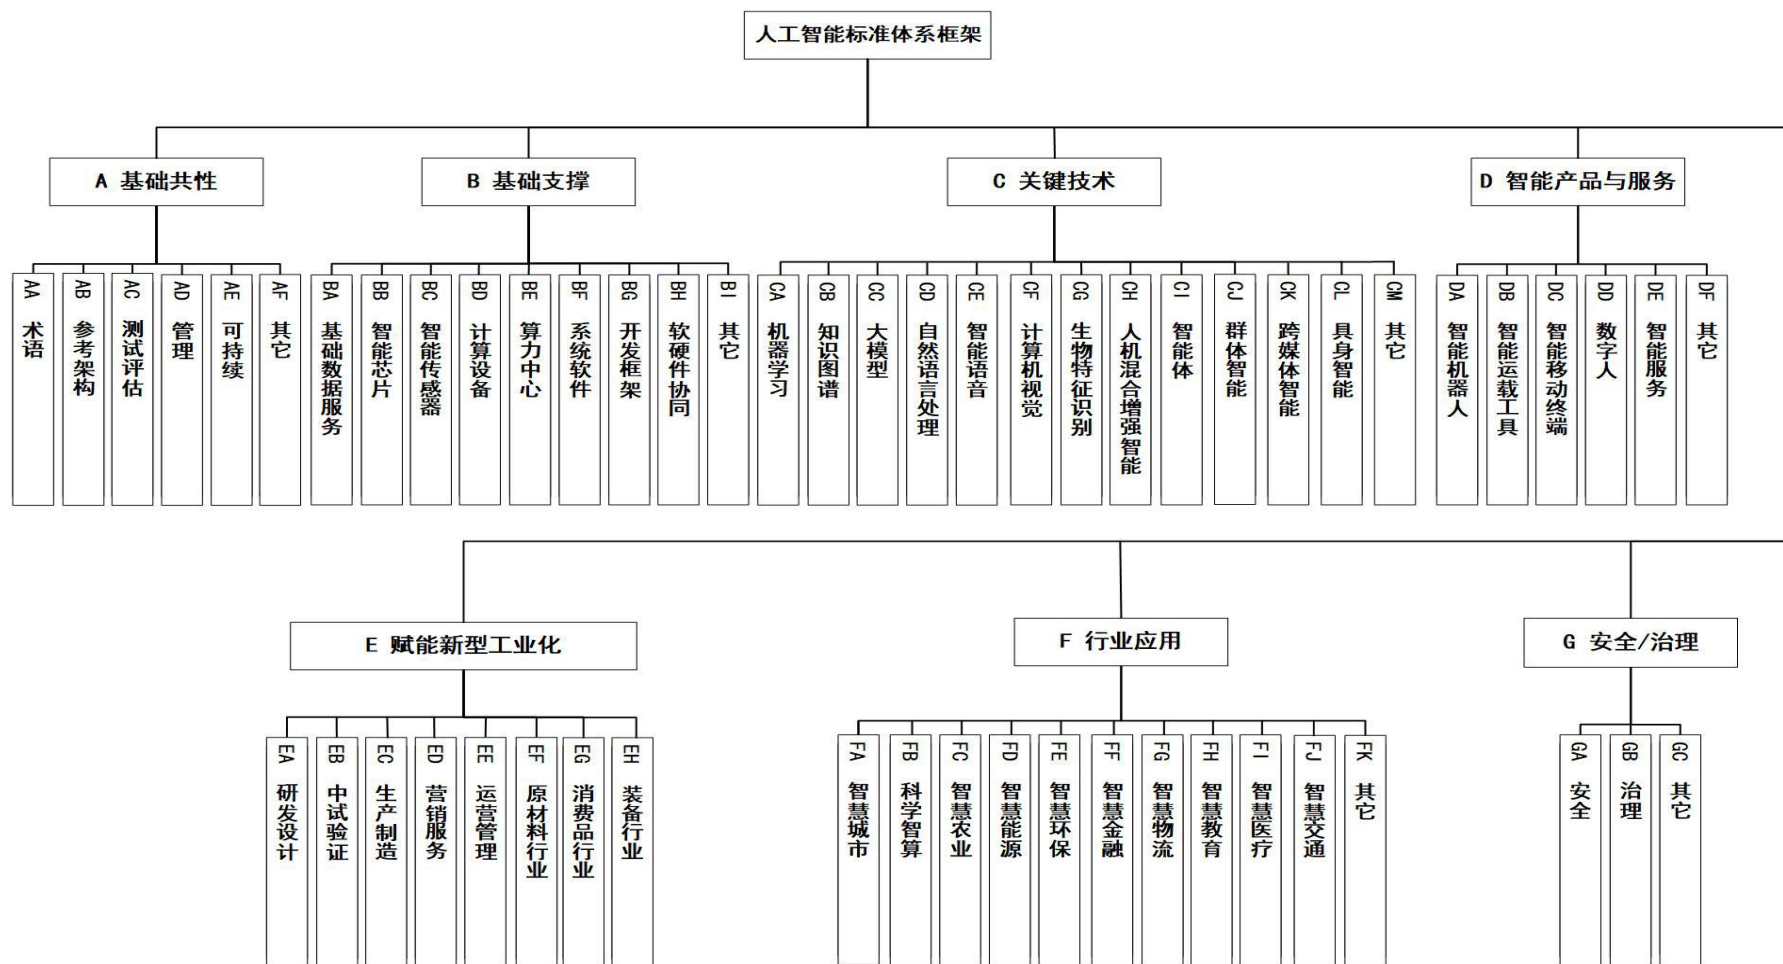 人工智能标准体系框架
A 基础共性
B 基础支撑
C 关键技术
D 智能产品与服务
AA 术语
AB 参考架构
AC 测试评估
AD 管理
AE 可持续
AF 其它
BA 基础数据服务
BB 智能芯片
BC 智能传感器
BD 计算设备
BE 算力中心
BF 系统软件
BG 开发框架
BH 软硬件协同
BI 其它
CA 机器学习
CB 知识图谱
CC 大模型
CD 自然语言处理
CE 智能语音
CF 计算机视觉
CG 生物特征识别
CH 人机混合增强智能
CI 智能体
CJ 群体智能
CK 跨媒体智能
CL 具身智能
CM 其它
DA 智能机器人
DB 智能运载工具
DC 智能移动终端
DD 数字人
DE 智能服务
DF 其它
E 赋能新型工业化
F 行业应用
G 安全/治理
EA 研发设计
EB 中试验证
EC 生产制造
ED 营销服务
EE 运营管理
EF 原材料行业
EG 消费品行业
EH 装备行业
FA 智慧城市
FB 科学智算
FC 智慧农业
FD 智慧能源
FE 智慧环保
FF 智慧金融
FG 智慧物流
FH 智慧教育
FI 智慧医疗
FJ 智慧交通
FK 其它
GA 安全
GB 治理
GC 其它